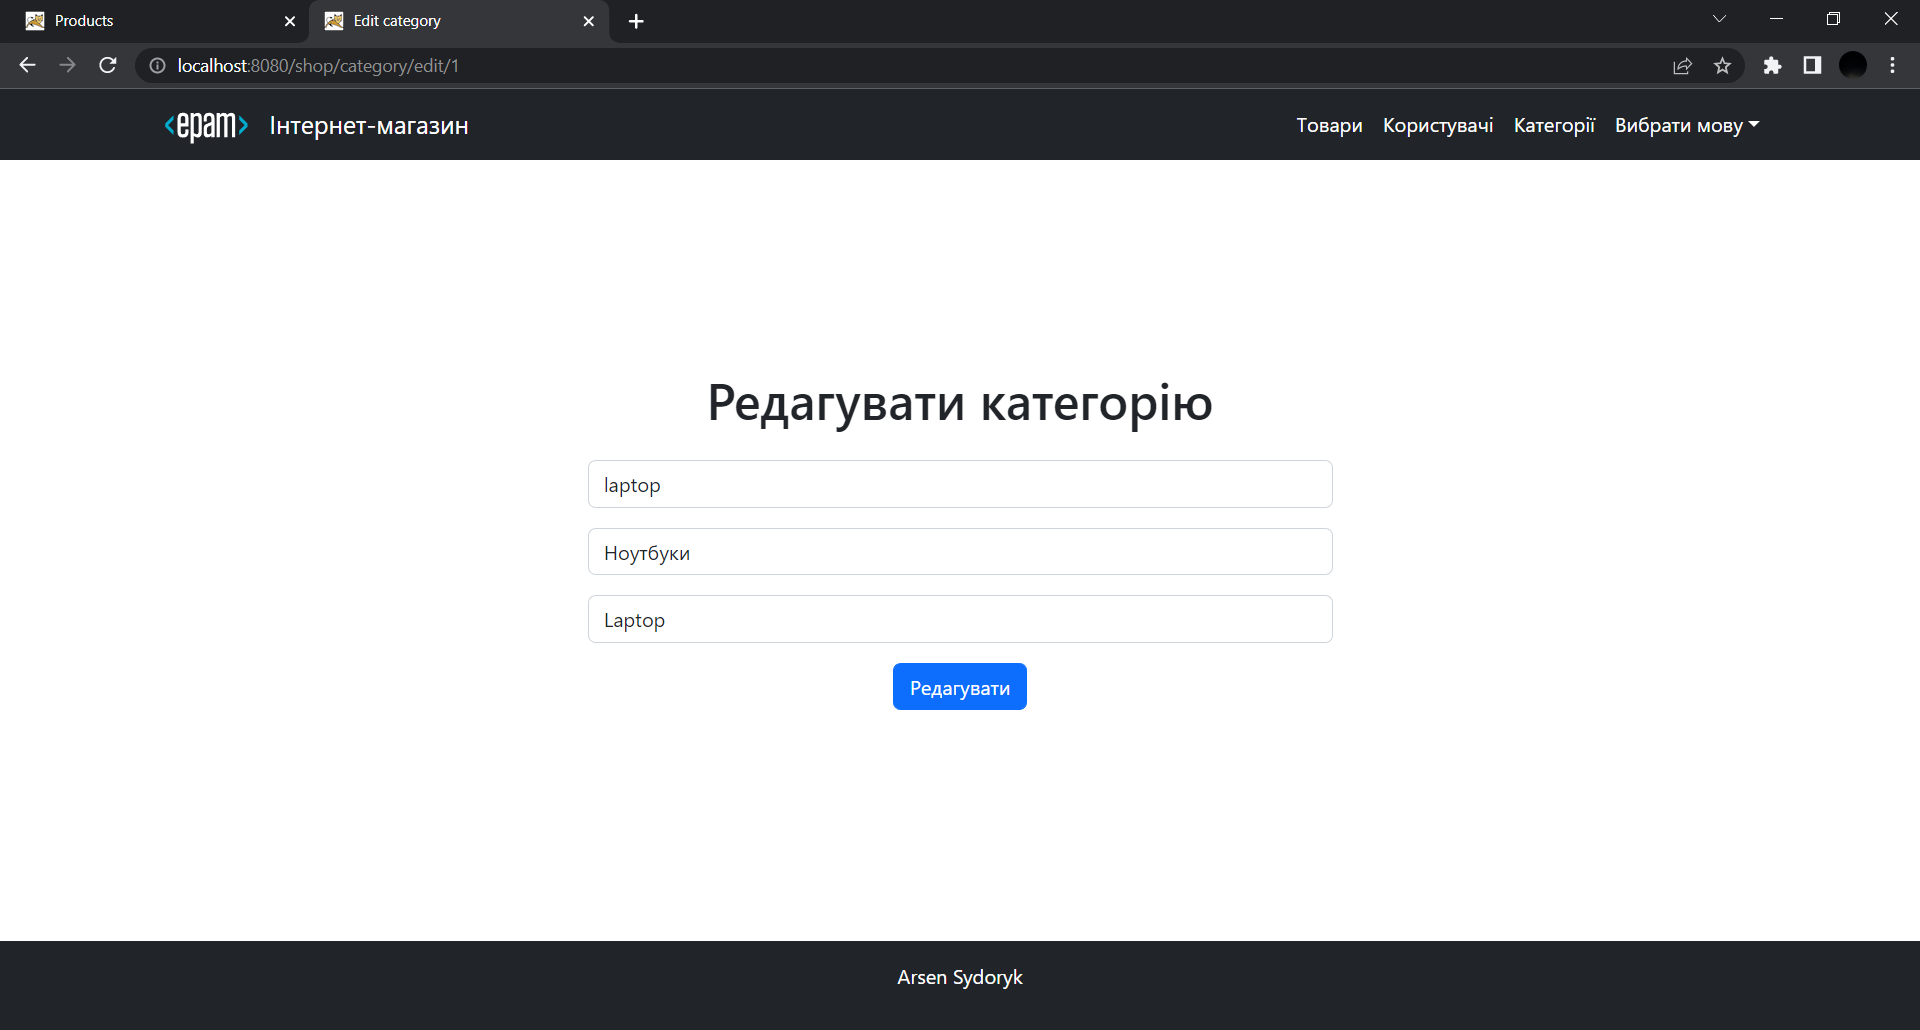 Products
Edit category
localhost:8080/shop/category/edit/1
<epam> Інтернет-магазин
Товари Користувачі Категорії Вибрати мову
Редагувати категорію
laptop
Ноутбуки
Laptop
Редагувати
Arsen Sydoryk